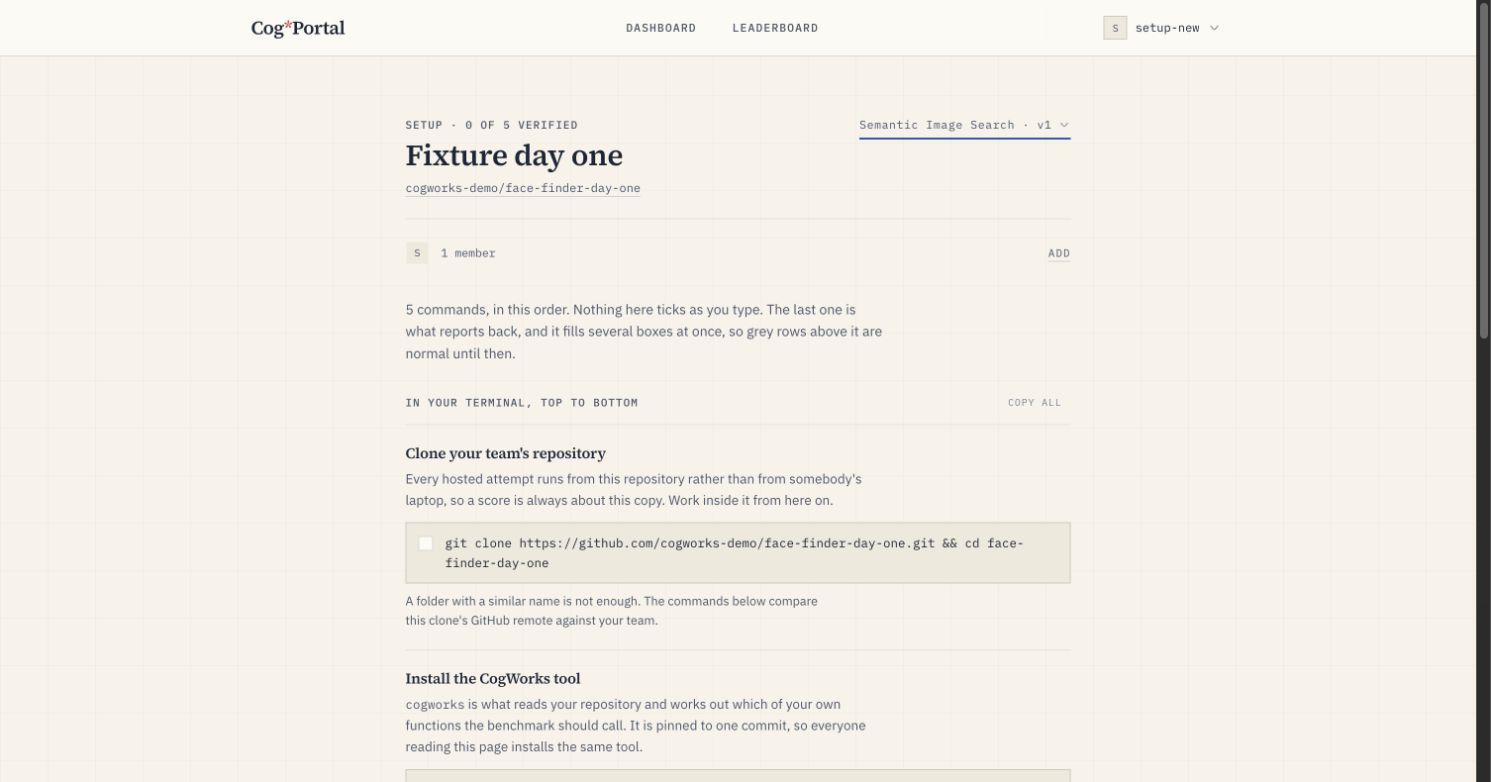 Cog*Portal
DASHBOARD
LEADERBOARD
S
setup-new
SETUP · 0 OF 5 VERIFIED
Semantic Image Search · v1
Fixture day one
cogworks-demo/face-finder-day-one
S
1 member
ADD
5 commands, in this order. Nothing here ticks as you type. The last one is
what reports back, and it fills several boxes at once, so grey rows above it are
normal until then.
IN YOUR TERMINAL, TOP TO BOTTOM
COPY ALL
Clone your team's repository
Every hosted attempt runs from this repository rather than from somebody's
laptop, so a score is always about this copy. Work inside it from here on.
git clone https://github.com/cogworks-demo/face-finder-day-one.git && cd face-
finder-day-one
A folder with a similar name is not enough. The commands below compare
this clone's GitHub remote against your team.
Install the CogWorks tool
cogworks is what reads your repository and works out which of your own
functions the benchmark should call. It is pinned to one commit, so everyone
reading this page installs the same tool.